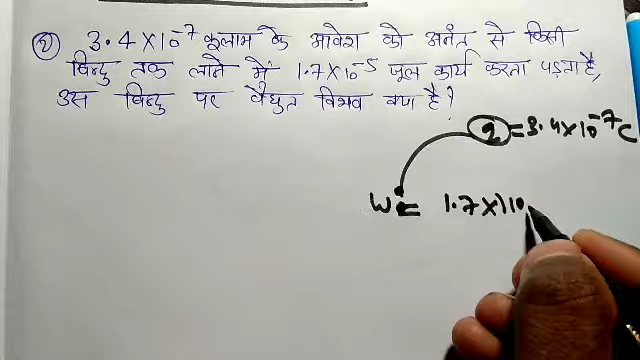 (2) 3.4×10⁻⁷ कूलाम के आवेश को अनंत से किसी
बिन्दु तक लाने में 1.7×10⁻⁵ जूल कार्य करना पड़ता है,
उस बिन्दु पर वैद्युत विभव क्या है?
q = 3.4×10⁻⁷C
W = 1.7×10